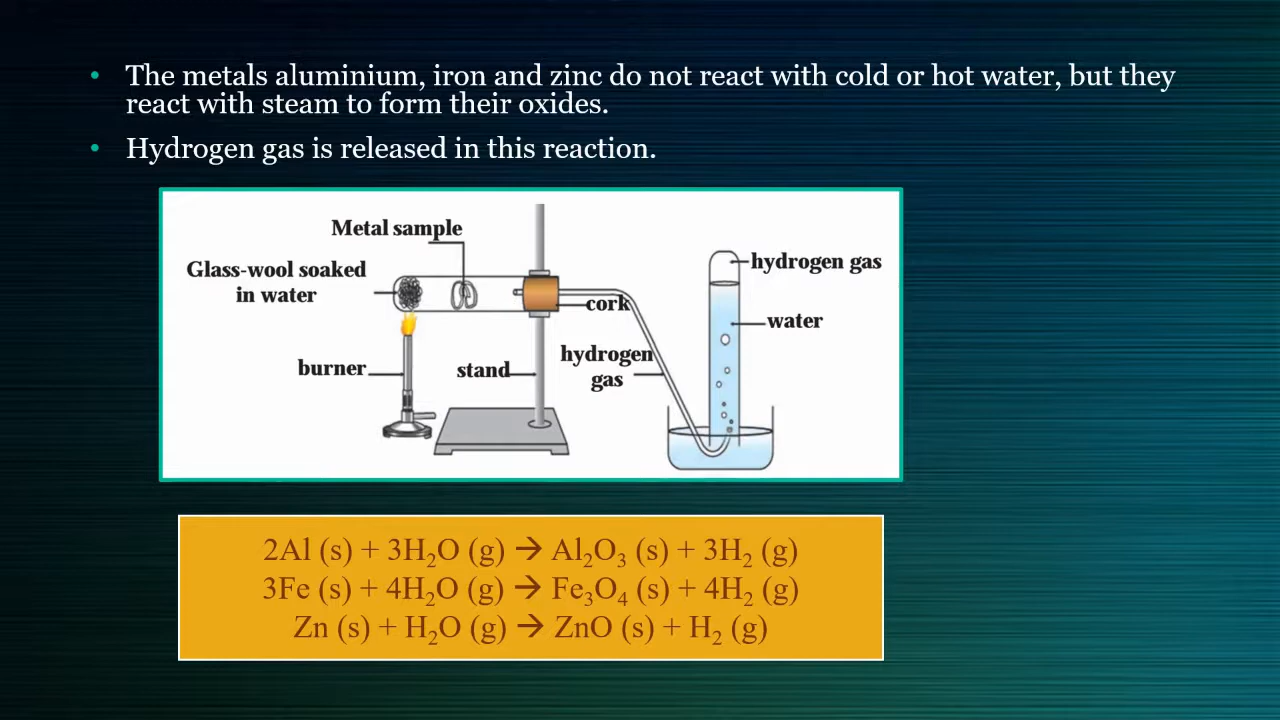 • The metals aluminium, iron and zinc do not react with cold or hot water, but they
react with steam to form their oxides.
• Hydrogen gas is released in this reaction.
Metal sample
Glass-wool soaked
in water
hydrogen gas
cork
water
burner
stand
hydrogen
gas
2Al (s) + 3H₂O (g) → Al₂O₃ (s) + 3H₂ (g)
3Fe (s) + 4H₂O (g) → Fe₃O₄ (s) + 4H₂ (g)
Zn (s) + H₂O (g) → ZnO (s) + H₂ (g)